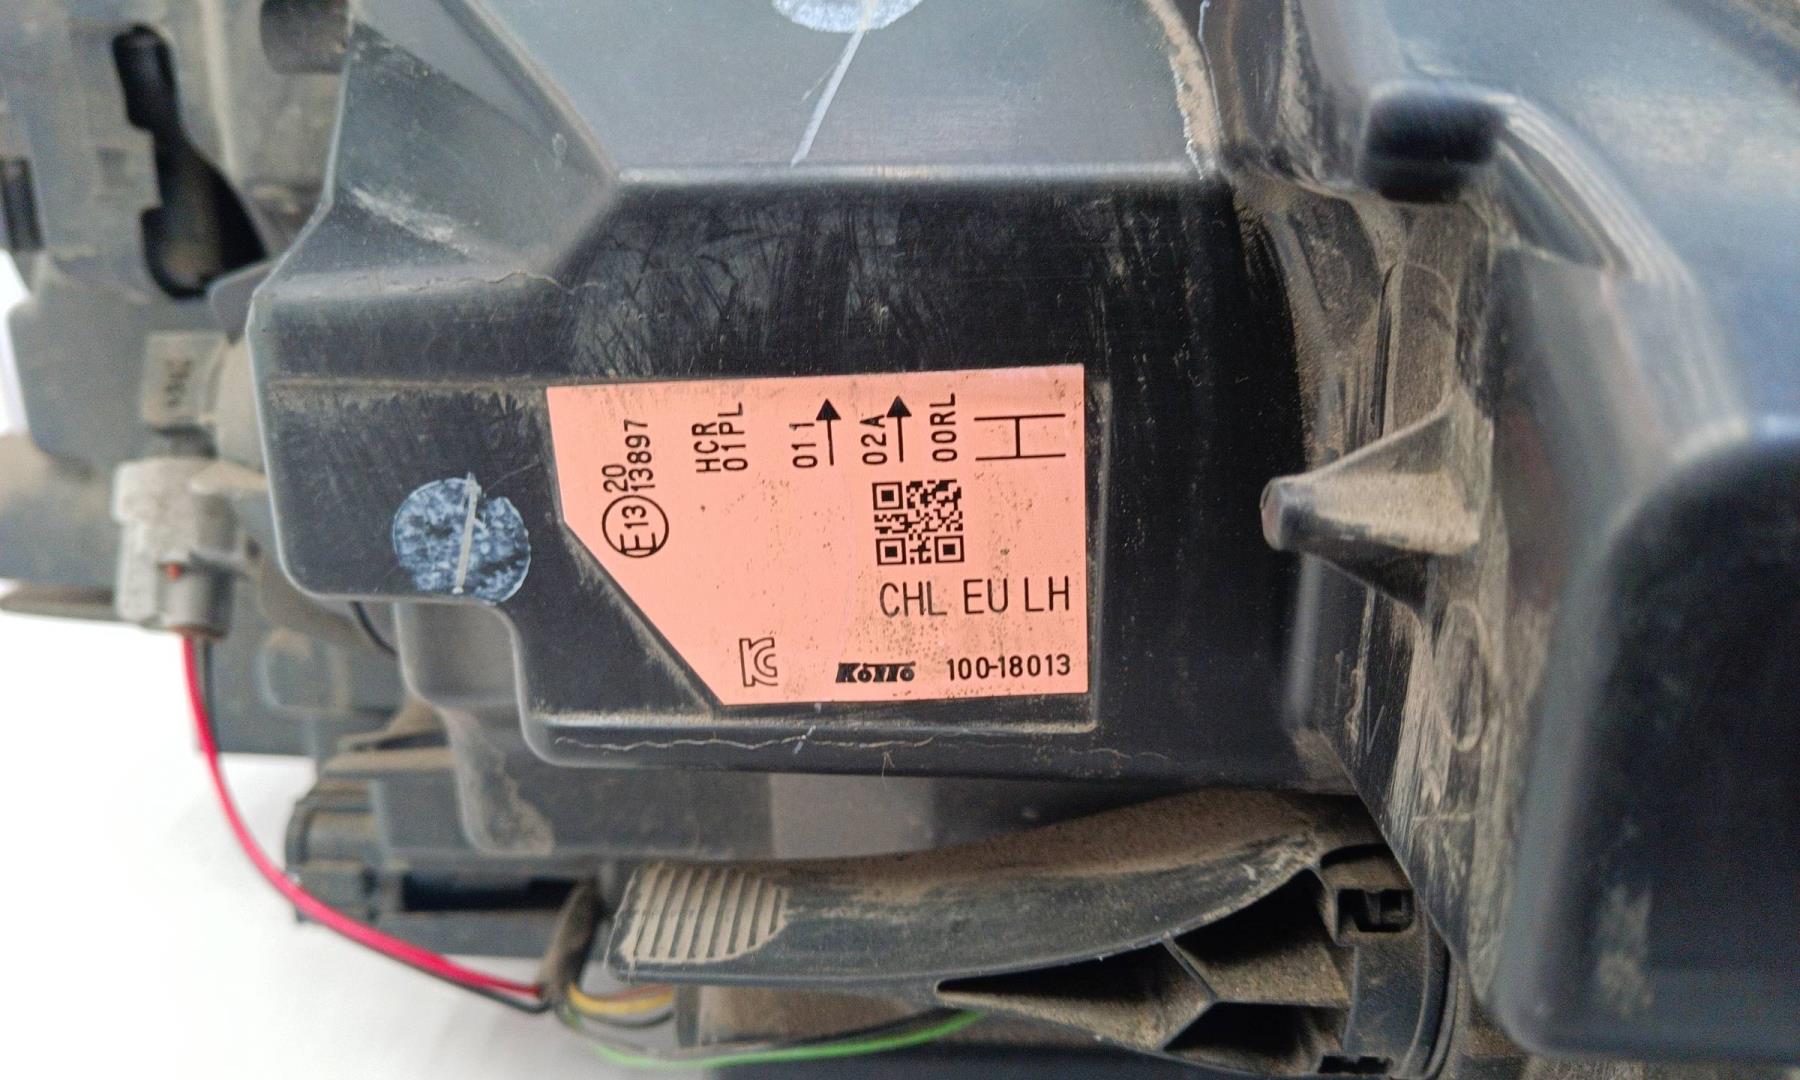 E13
20
13897
HCR
01PL
011
02A
00RL
H
CHL EU LH
KOITO 100-18013